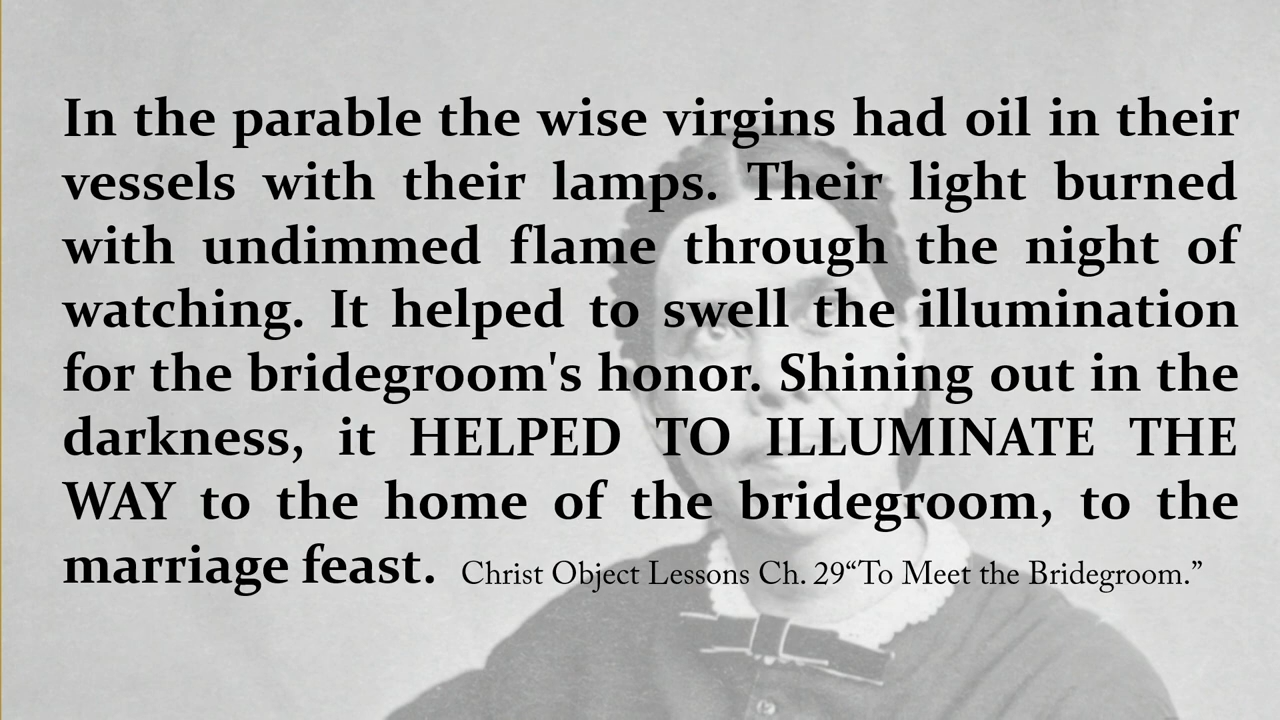 In the parable the wise virgins had oil in their
vessels with their lamps. Their light burned
with undimmed flame through the night of
watching. It helped to swell the illumination
for the bridegroom's honor. Shining out in the
darkness, it HELPED TO ILLUMINATE THE
WAY to the home of the bridegroom, to the
marriage feast. Christ Object Lessons Ch. 29“To Meet the Bridegroom.”